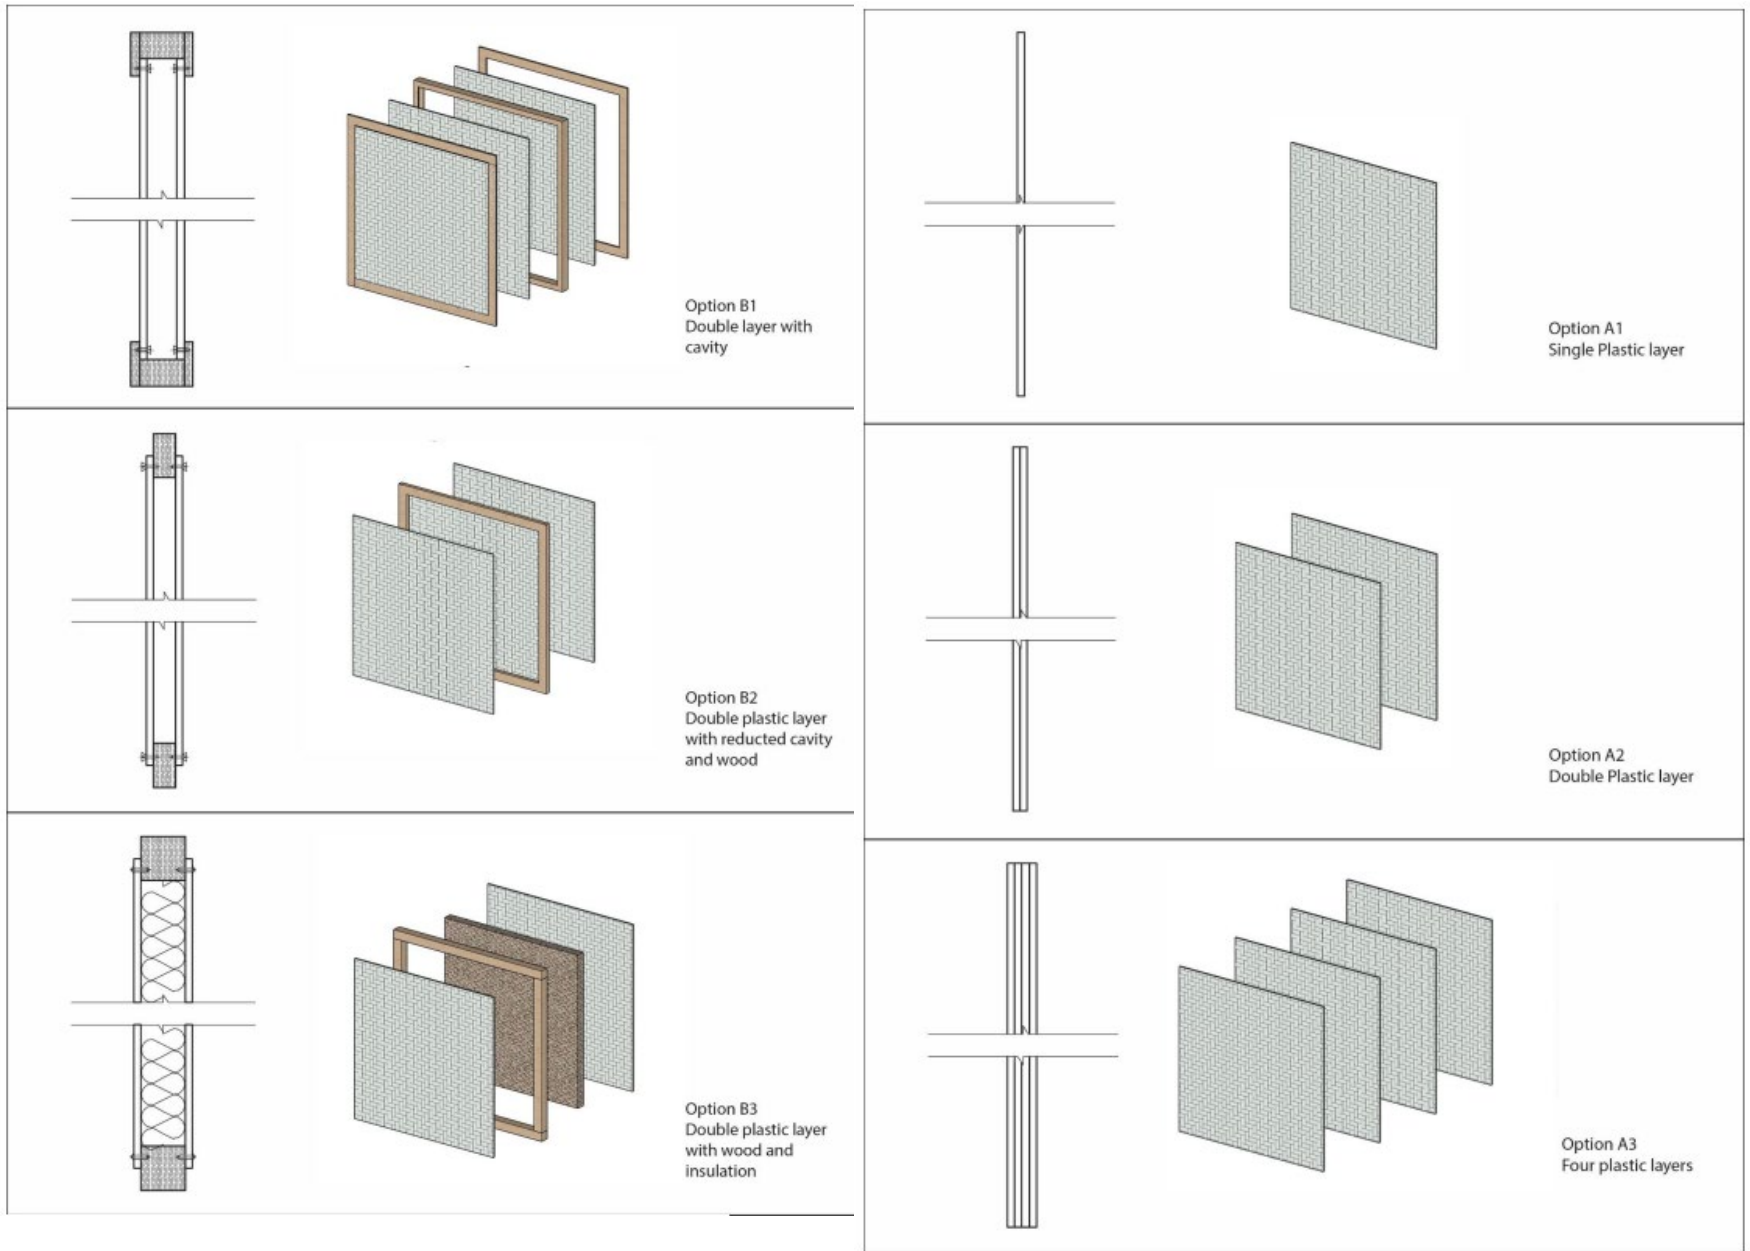 Option B1
Double layer with
cavity
Option B2
Double plastic layer
with reducted cavity
and wood
Option B3
Double plastic layer
with wood and
insulation
Option A1
Single Plastic layer
Option A2
Double Plastic layer
Option A3
Four plastic layers